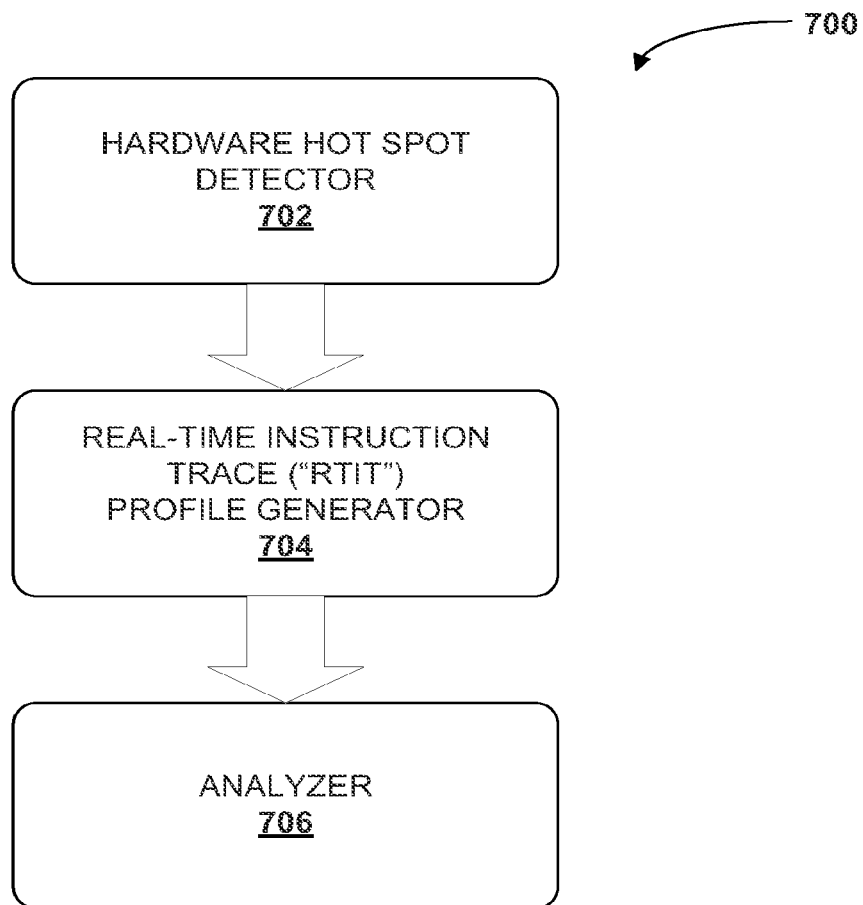 700
HARDWARE HOT SPOT
DETECTOR
702
REAL-TIME INSTRUCTION
TRACE (“RTIT”)
PROFILE GENERATOR
704
ANALYZER
706